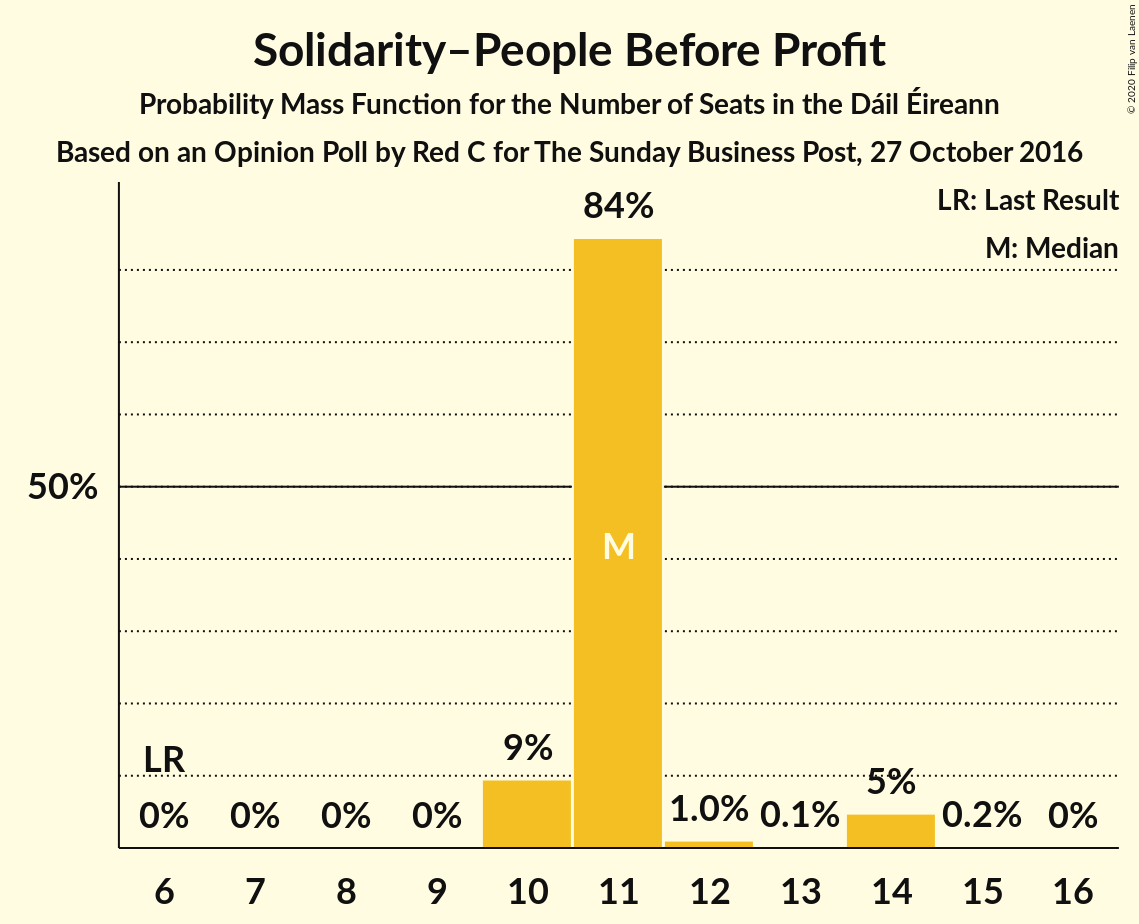 Solidarity–People Before Profit
Probability Mass Function for the Number of Seats in the Dáil Éireann
Based on an Opinion Poll by Red C for The Sunday Business Post, 27 October 2016
© 2020 Filip van Laenen
LR: Last Result
M: Median
84%
50%
M
LR
9%
5%
0% 0% 0% 0% 1.0% 0.1% 0.2% 0%
6 7 8 9 10 11 12 13 14 15 16